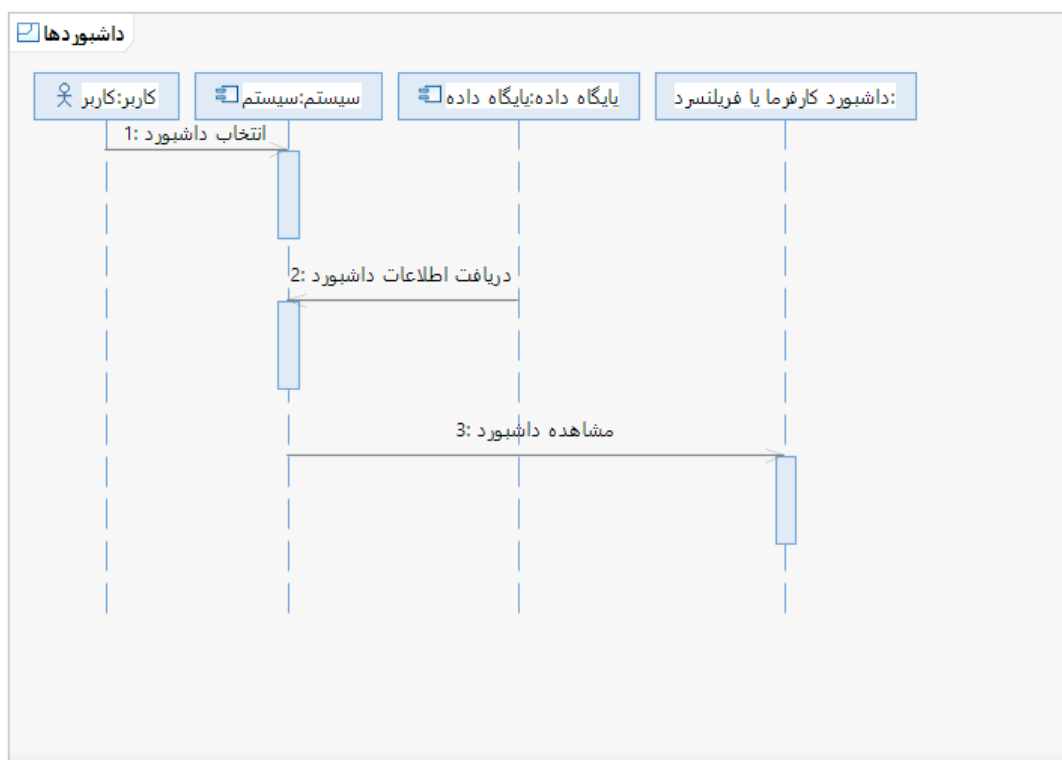 داشبوردها
کاربر:کاربر
سیستم:سیستم
پایگاه داده:پایگاه داده
:داشبورد کارفرما یا فریلنسرد
1: انتخاب داشبورد
2: دریافت اطلاعات داشبورد
3: مشاهده داشبورد